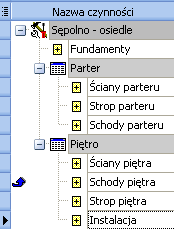 Nazwa czynności
Sępolno - osiedle
Fundamenty
Parter
Ściany parteru
Strop parteru
Schody parteru
Piętro
Ściany piętra
Schody piętra
Strop piętra
Instalacja